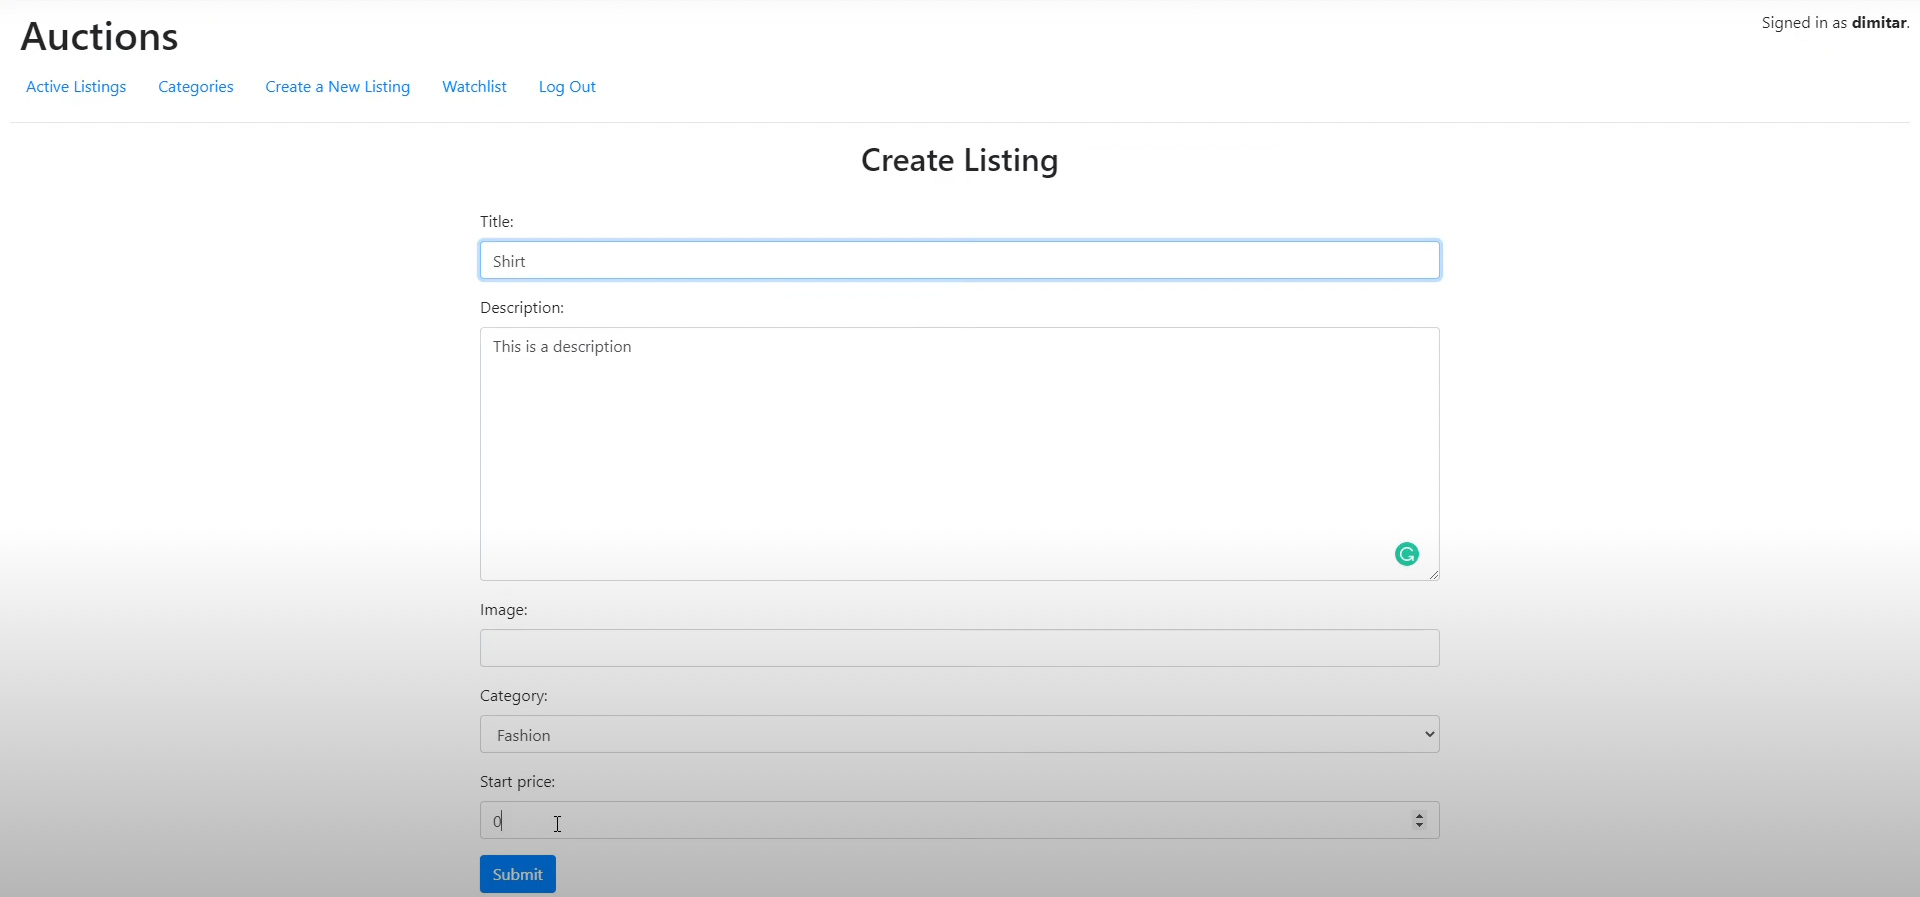 Auctions
Signed in as dimitar.
Active Listings Categories Create a New Listing Watchlist Log Out
Create Listing
Title:
Shirt
Description:
This is a description
Image:
Category:
Fashion
Start price:
0
Submit